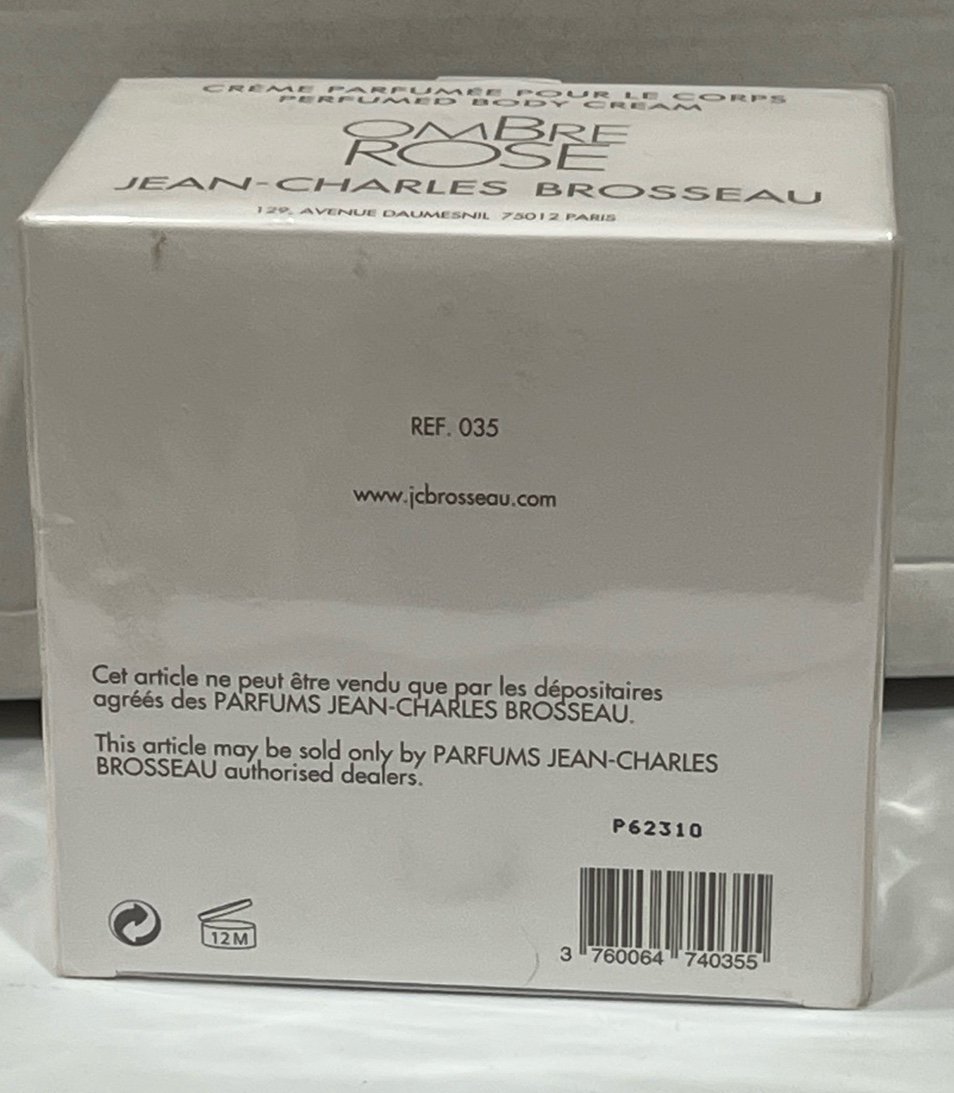 CRÈME PARFUMÉE POUR LE CORPS
PERFUMED BODY CREAM
OMBRE
ROSE
JEAN-CHARLES BROSSEAU
129, AVENUE DAUMESNIL 75012 PARIS
REF. 035
www.jcbrosseau.com
Cet article ne peut être vendu que par les dépositaires
agréés des PARFUMS JEAN-CHARLES BROSSEAU.
This article may be sold only by PARFUMS JEAN-CHARLES
BROSSEAU authorised dealers.
P62310
12M
3 760064 740355